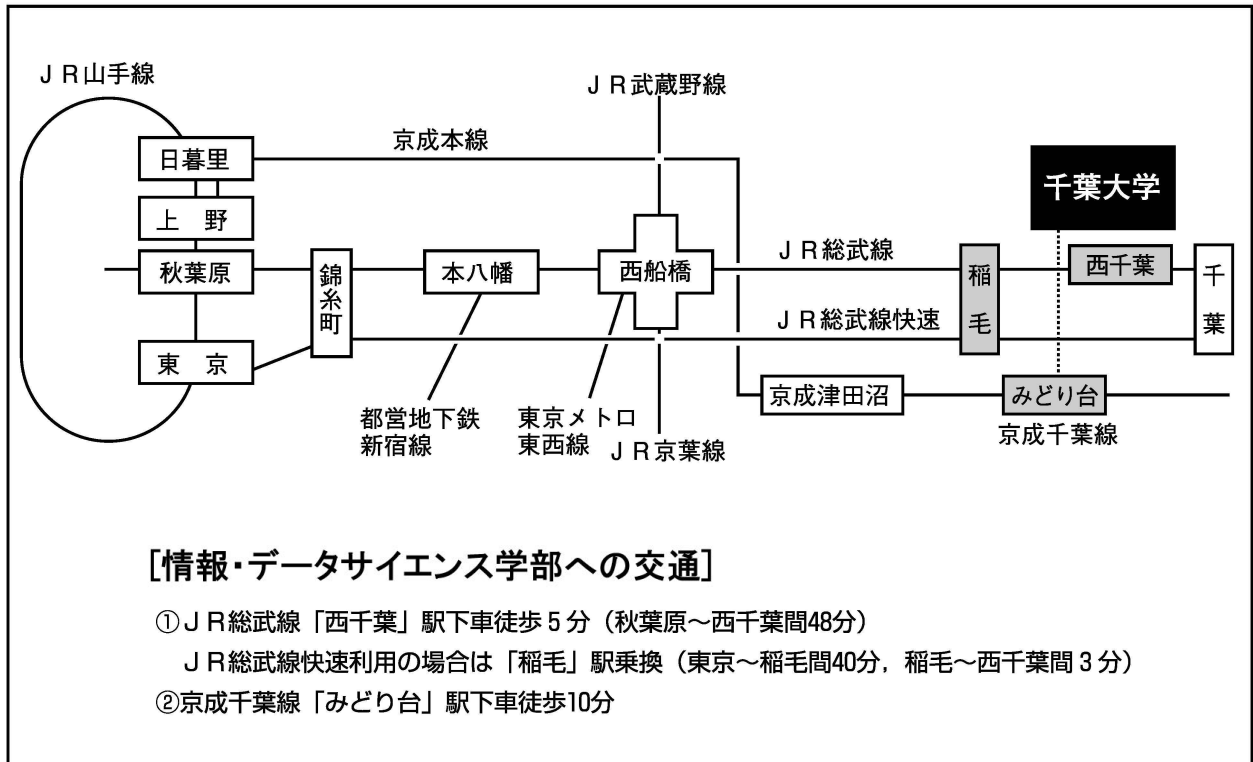 ＪＲ山手線
ＪＲ武蔵野線
京成本線
日暮里
千葉大学
上　野
ＪＲ総武線
秋葉原
錦糸町
本八幡
西船橋
稲毛
西千葉
千葉
ＪＲ総武線快速
東　京
京成津田沼
みどり台
都営地下鉄
新宿線
東京メトロ
東西線
ＪＲ京葉線
京成千葉線
［情報・データサイエンス学部への交通］
①ＪＲ総武線「西千葉」駅下車徒歩５分（秋葉原～西千葉間48分）
ＪＲ総武線快速利用の場合は「稲毛」駅乗換（東京～稲毛間40分，稲毛～西千葉間３分）
②京成千葉線「みどり台」駅下車徒歩10分